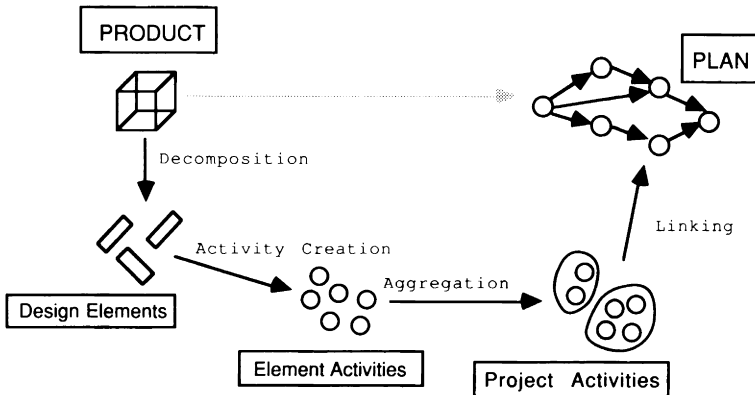 PRODUCT
PLAN
Decomposition
Linking
Activity Creation
Aggregation
Design Elements
Element Activities
Project Activities